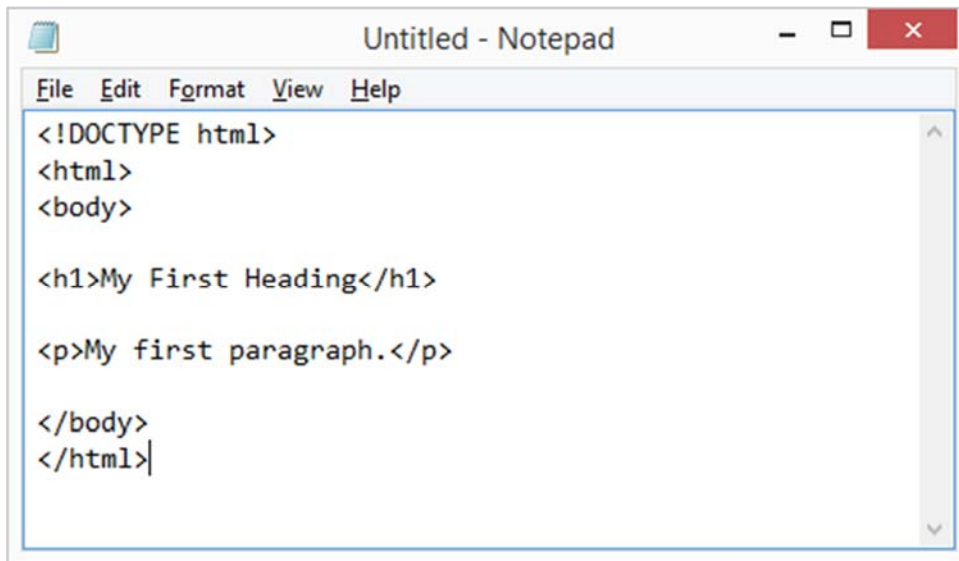 Untitled - Notepad
File Edit Format View Help
<!DOCTYPE html>
<html>
<body>
<h1>My First Heading</h1>
<p>My first paragraph.</p>
</body>
</html>